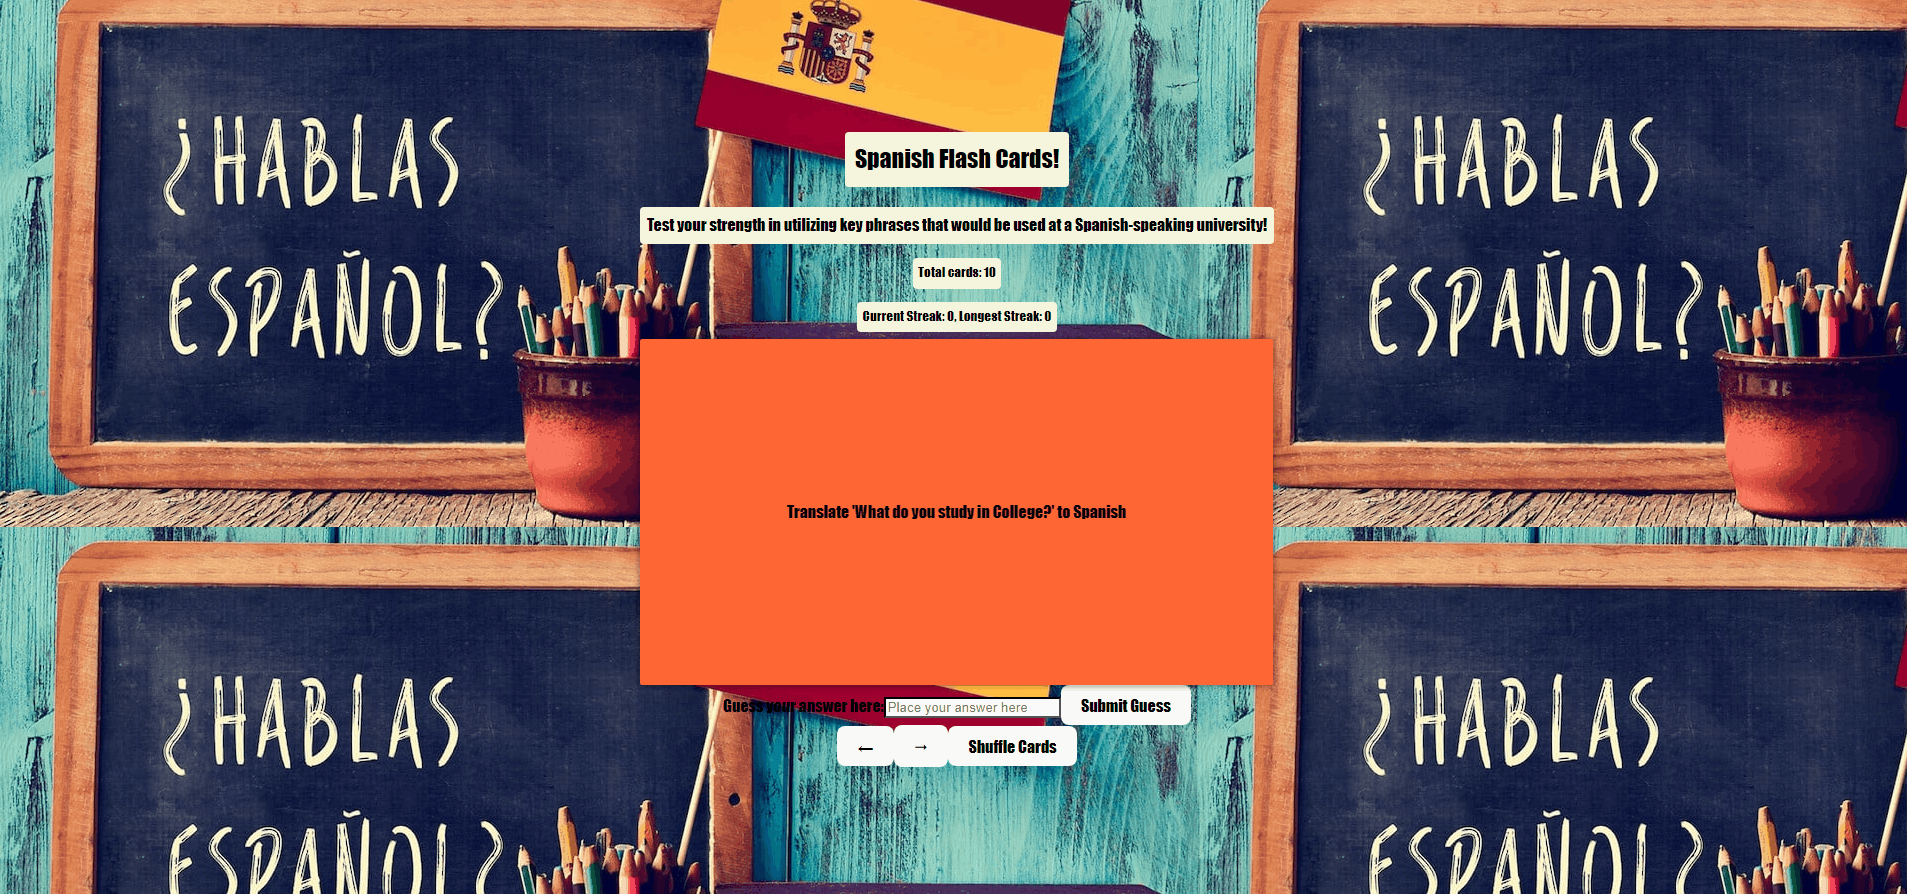 ¿HABLAS
ESPAÑOL?
¿HABLAS
ESPAÑOL?
Spanish Flash Cards!
Test your strength in utilizing key phrases that would be used at a Spanish-speaking university!
Total cards: 10
Current Streak: 0, Longest Streak: 0
Translate 'What do you study in College?' to Spanish
Guess your answer here: Place your answer here Submit Guess
← → Shuffle Cards
¿HABLAS
ESPAÑOL?
¿HABLAS
ESPAÑOL?